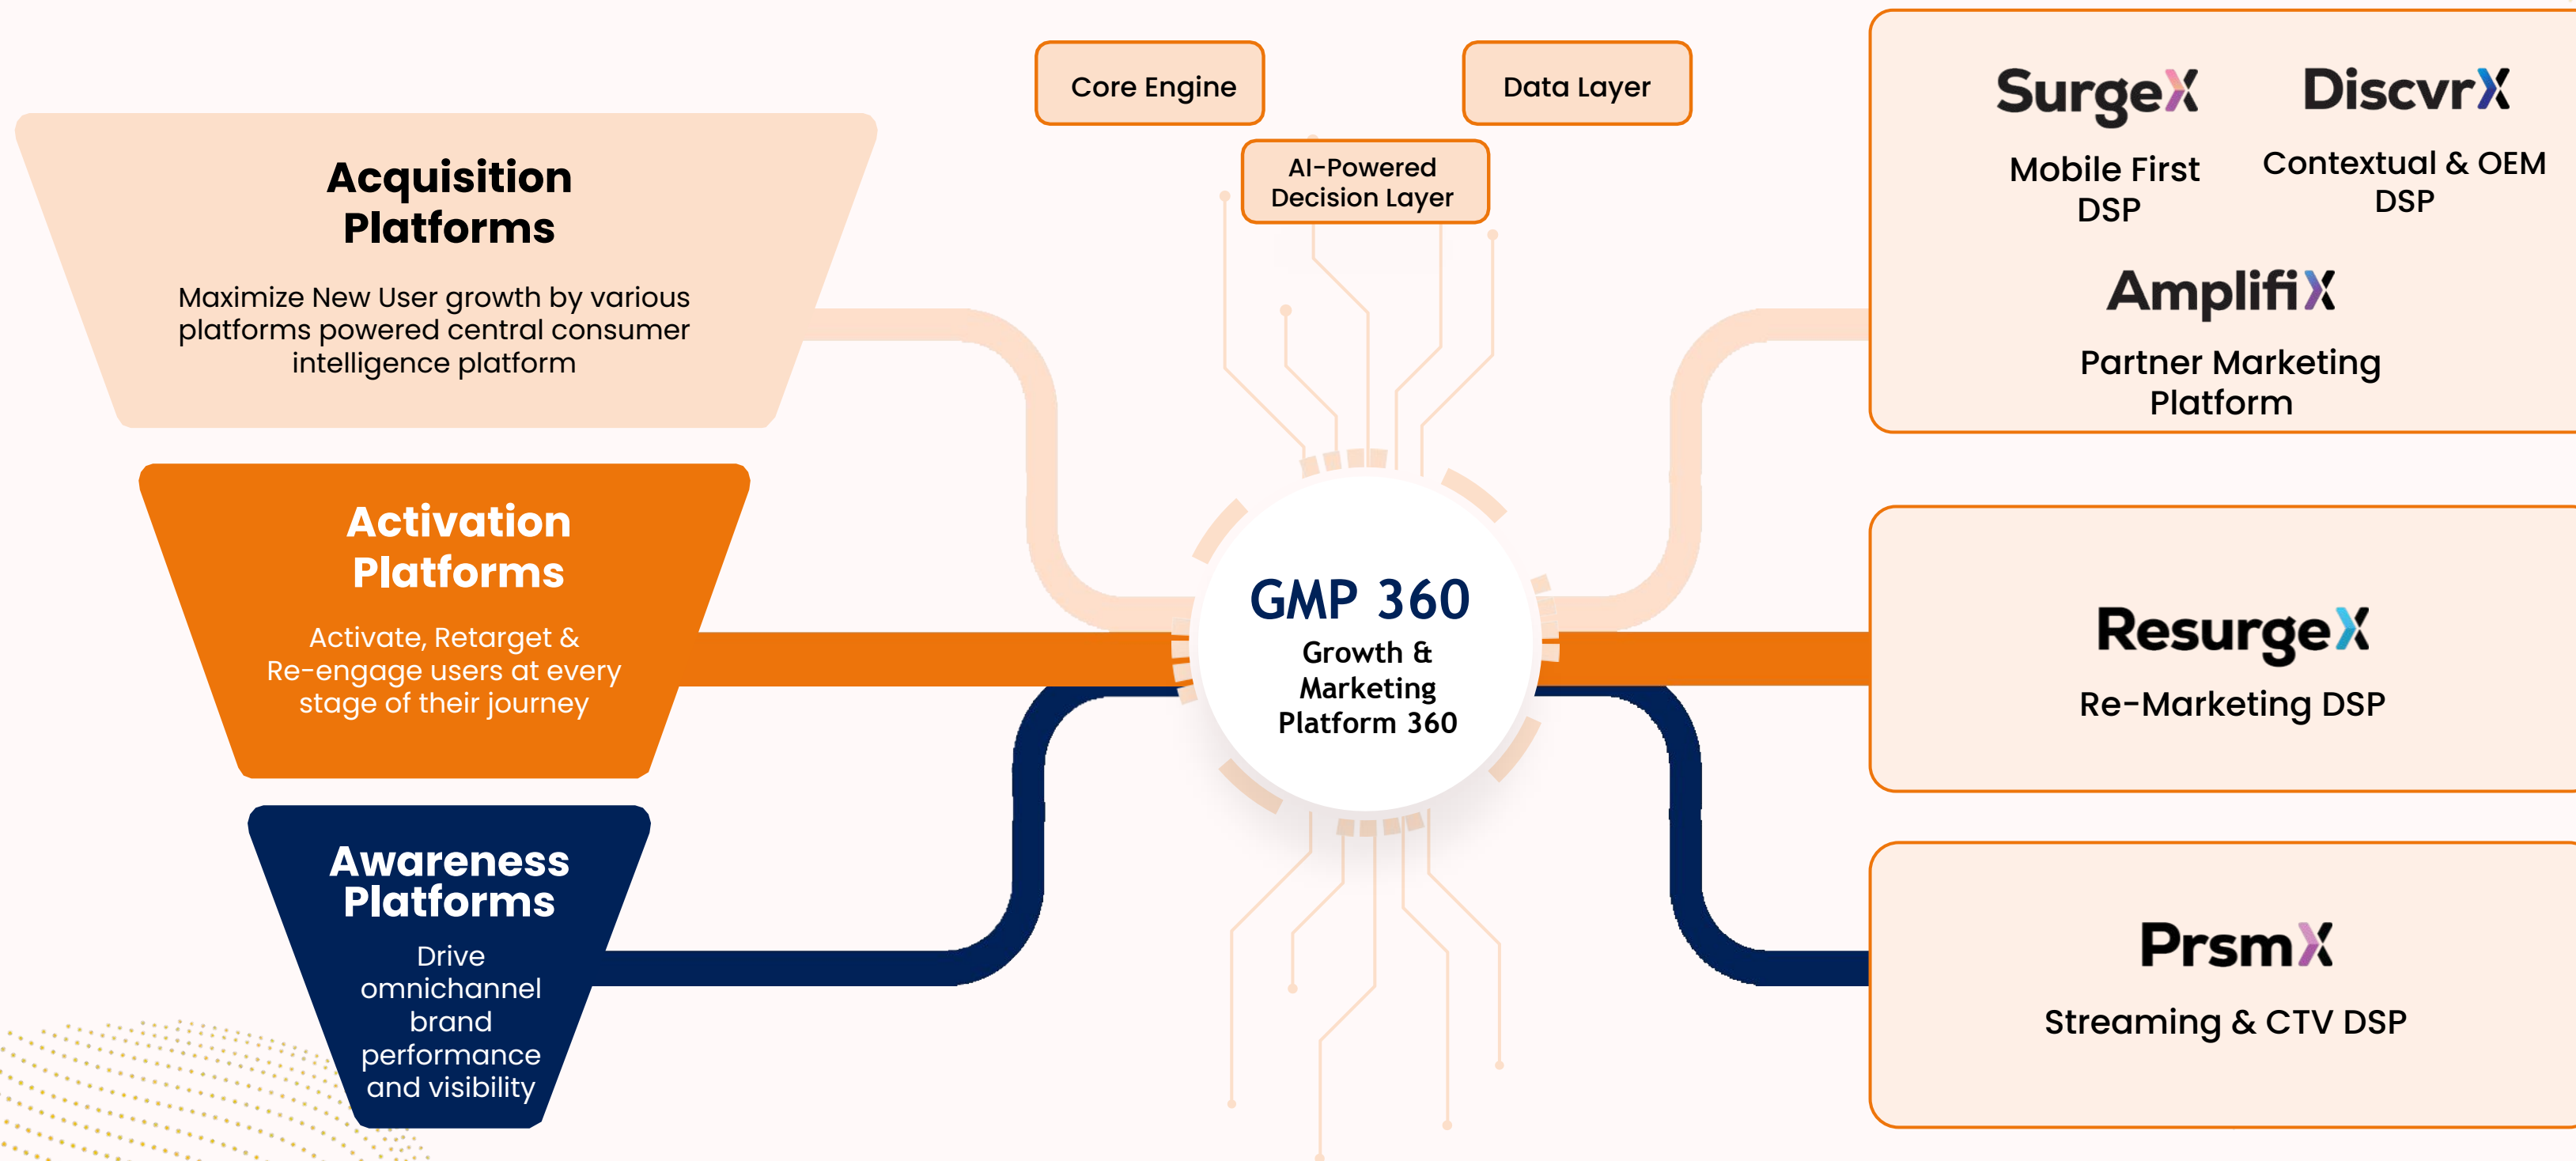 Acquisition
Platforms
Maximize New User growth by various
platforms powered central consumer
intelligence platform
Activation
Platforms
Activate, Retarget &
Re-engage users at every
stage of their journey
Awareness
Platforms
Drive
omnichannel
brand
performance
and visibility
Core Engine
Data Layer
AI-Powered
Decision Layer
GMP 360
Growth &
Marketing
Platform 360
SurgeX
Mobile First
DSP
DiscvrX
Contextual & OEM
DSP
AmplifiX
Partner Marketing
Platform
ResurgeX
Re-Marketing DSP
PrsmX
Streaming & CTV DSP